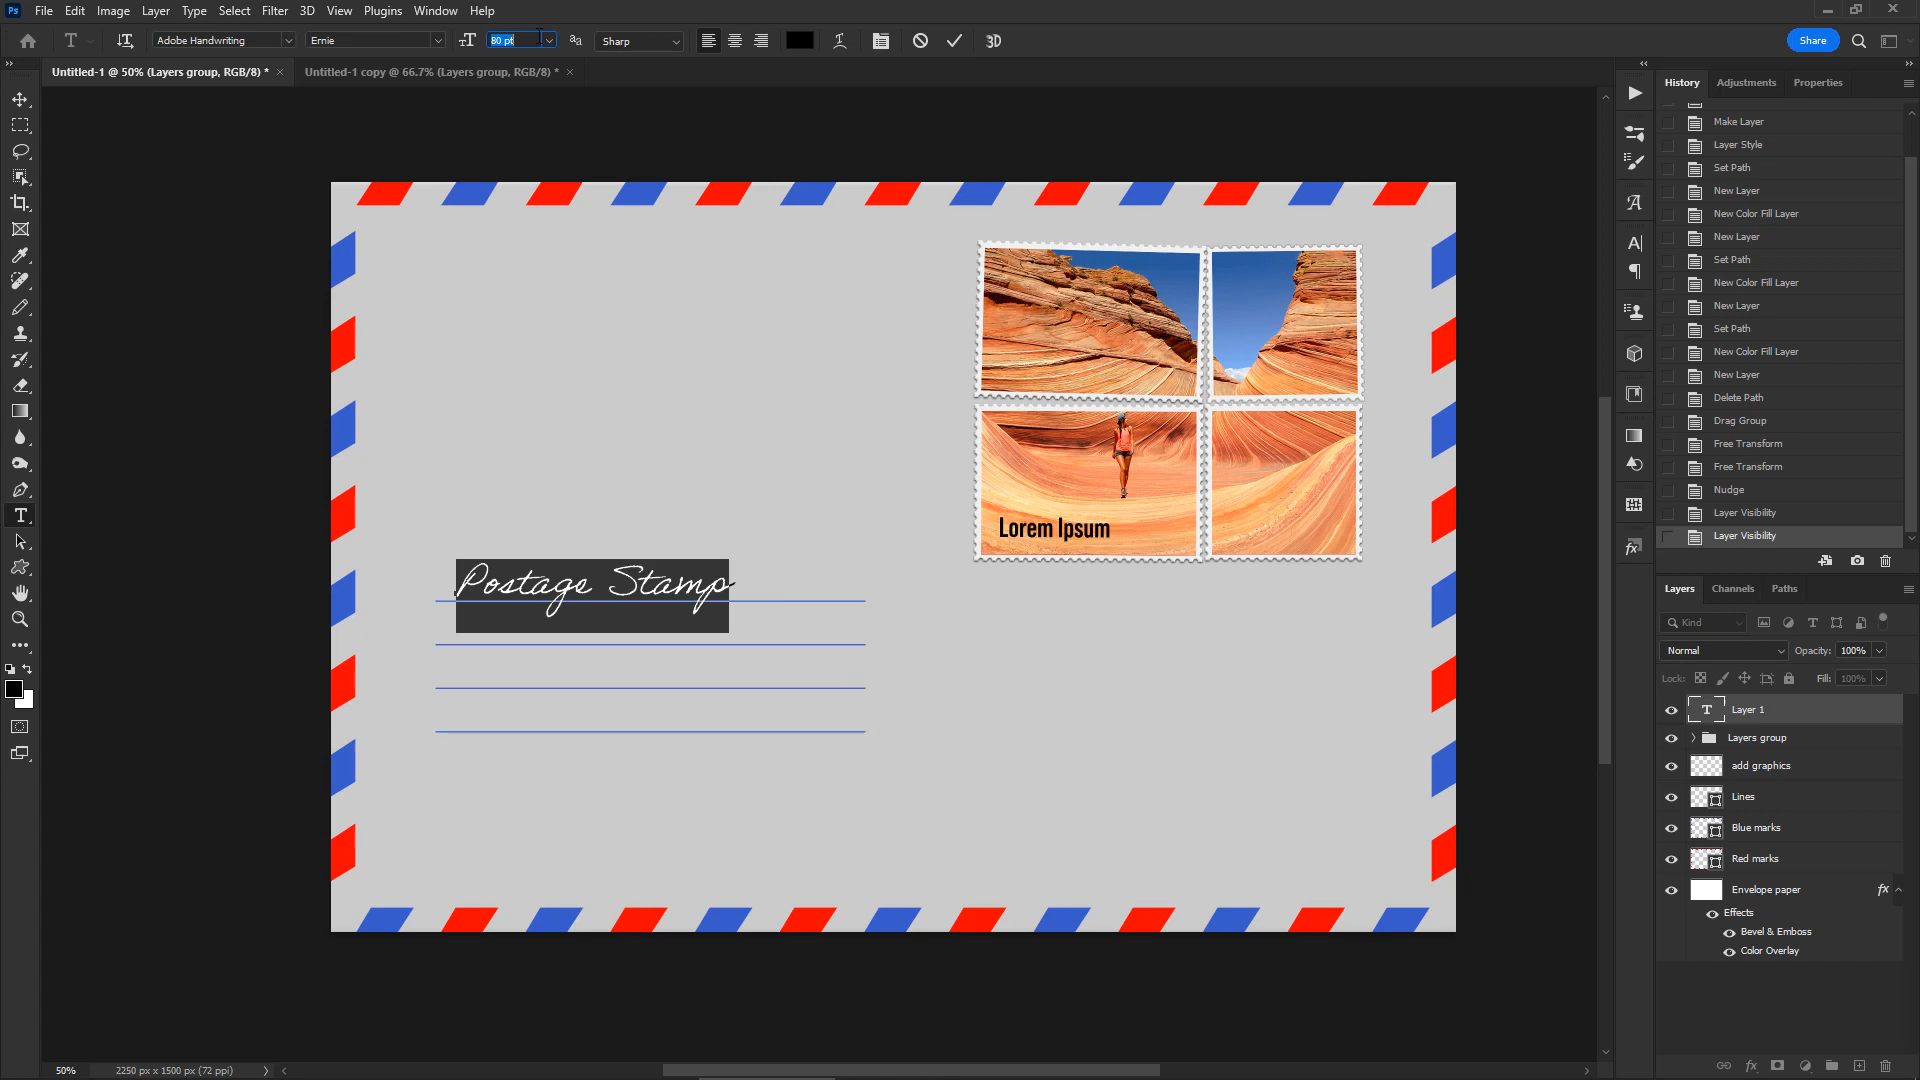 Ps File Edit Image Layer Type Select Filter 3D View Plugins Window Help
T Adobe Handwriting Ernie TT 80 pt aa Sharp 3D Share
Untitled-1 @ 50% (Layers group, RGB/8) * × Untitled-1 copy @ 66.7% (Layers group, RGB/8) * ×
History Adjustments Properties
Make Layer
Layer Style
Set Path
New Layer
New Color Fill Layer
New Layer
Set Path
New Color Fill Layer
New Layer
Set Path
New Color Fill Layer
New Layer
Delete Path
Drag Group
Free Transform
Free Transform
Nudge
Layer Visibility
Layer Visibility
Lorem Ipsum
Postage Stamp
Layers Channels Paths
Kind
Normal Opacity: 100%
Lock: Fill: 100%
T Layer 1
Layers group
add graphics
Lines
Blue marks
Red marks
Envelope paper fx
Effects
Bevel & Emboss
Color Overlay
50% 2250 px x 1500 px (72 ppi)